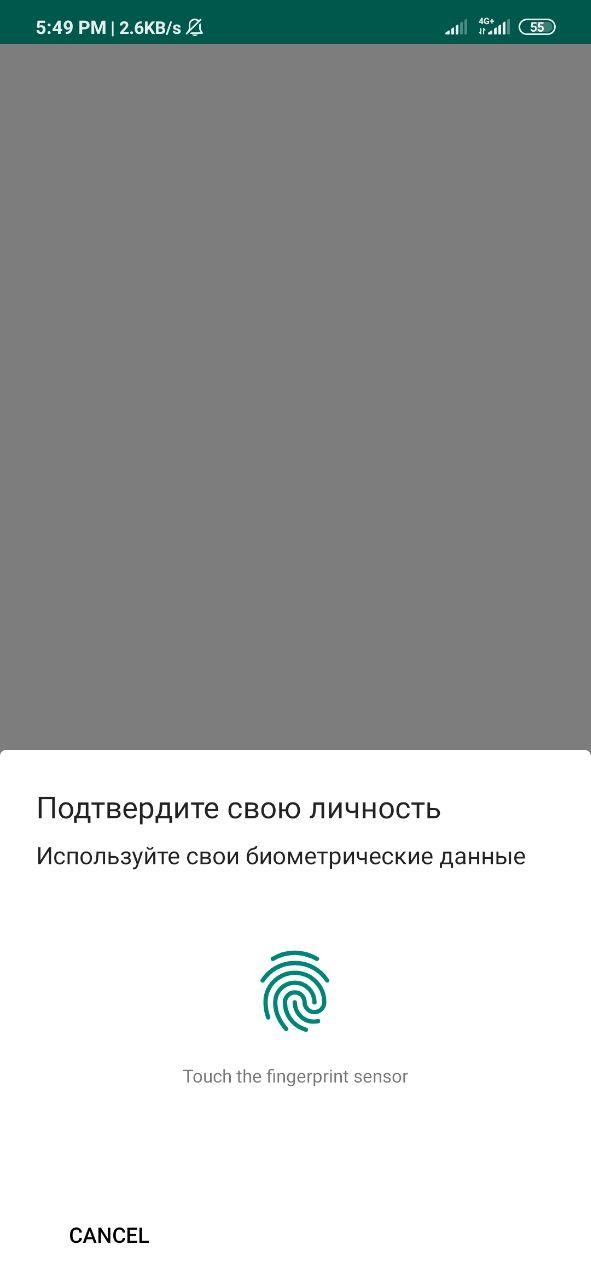 5:49 PM | 2.6KB/s 4G+ 55
Подтвердите свою личность
Используйте свои биометрические данные
Touch the fingerprint sensor
CANCEL